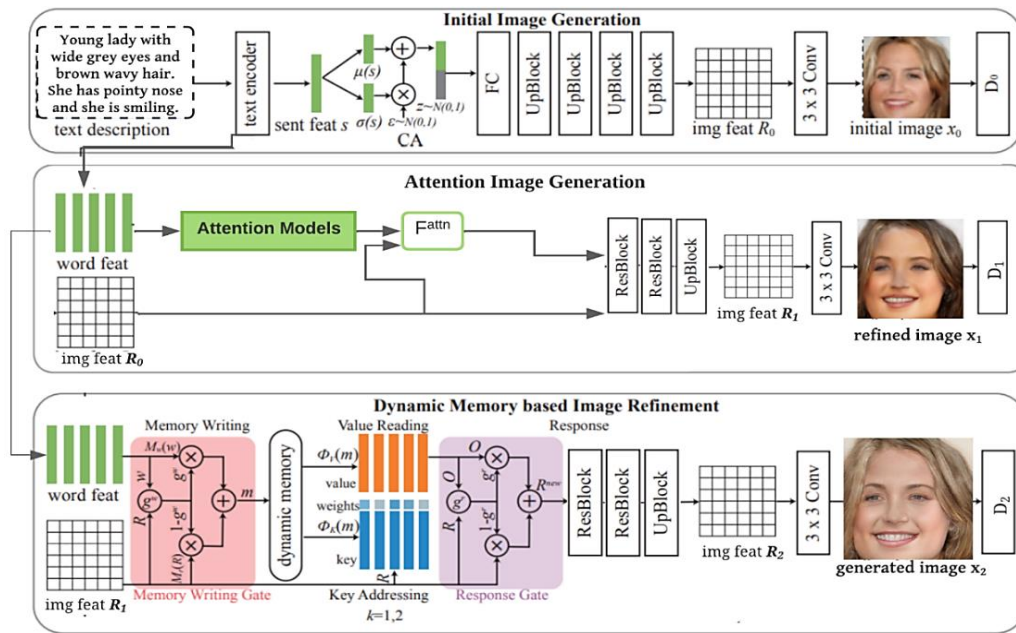 Initial Image Generation
Young lady with
wide grey eyes and
brown wavy hair.
She has pointy nose
and she is smiling.
text description
text encoder
sent feat s
μ(s)
σ(s)
ε~N(0,1)
z~N(0,1)
CA
FC
UpBlock
UpBlock
UpBlock
UpBlock
img feat R₀
3 x 3 Conv
initial image x₀
D₀
Attention Image Generation
word feat
Attention Models
Fᵃᵗᵗⁿ
img feat R₀
ResBlock
ResBlock
UpBlock
img feat R₁
3 x 3 Conv
refined image x₁
D₁
Dynamic Memory based Image Refinement
word feat
img feat R₁
Memory Writing
Mw(w)
w
gʷ
gʷ
R
1-gʷ
Mr(R)
m
Memory Writing Gate
dynamic memory
Value Reading
Φv(m)
value
weights
Φk(m)
key
R
Key Addressing
k=1,2
Response
O
O
gʳ
gʳ
R
1-gʳ
Rⁿᵉʷ
Response Gate
ResBlock
ResBlock
UpBlock
img feat R₂
3 x 3 Conv
generated image x₂
D₂